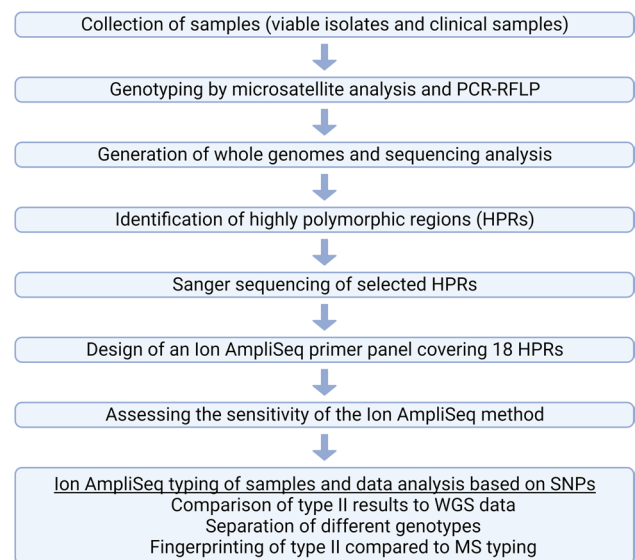 Collection of samples (viable isolates and clinical samples)
Genotyping by microsatellite analysis and PCR-RFLP
Generation of whole genomes and sequencing analysis
Identification of highly polymorphic regions (HPRs)
Sanger sequencing of selected HPRs
Design of an Ion AmpliSeq primer panel covering 18 HPRs
Assessing the sensitivity of the Ion AmpliSeq method
Ion AmpliSeq typing of samples and data analysis based on SNPs
Comparison of type II results to WGS data
Separation of different genotypes
Fingerprinting of type II compared to MS typing